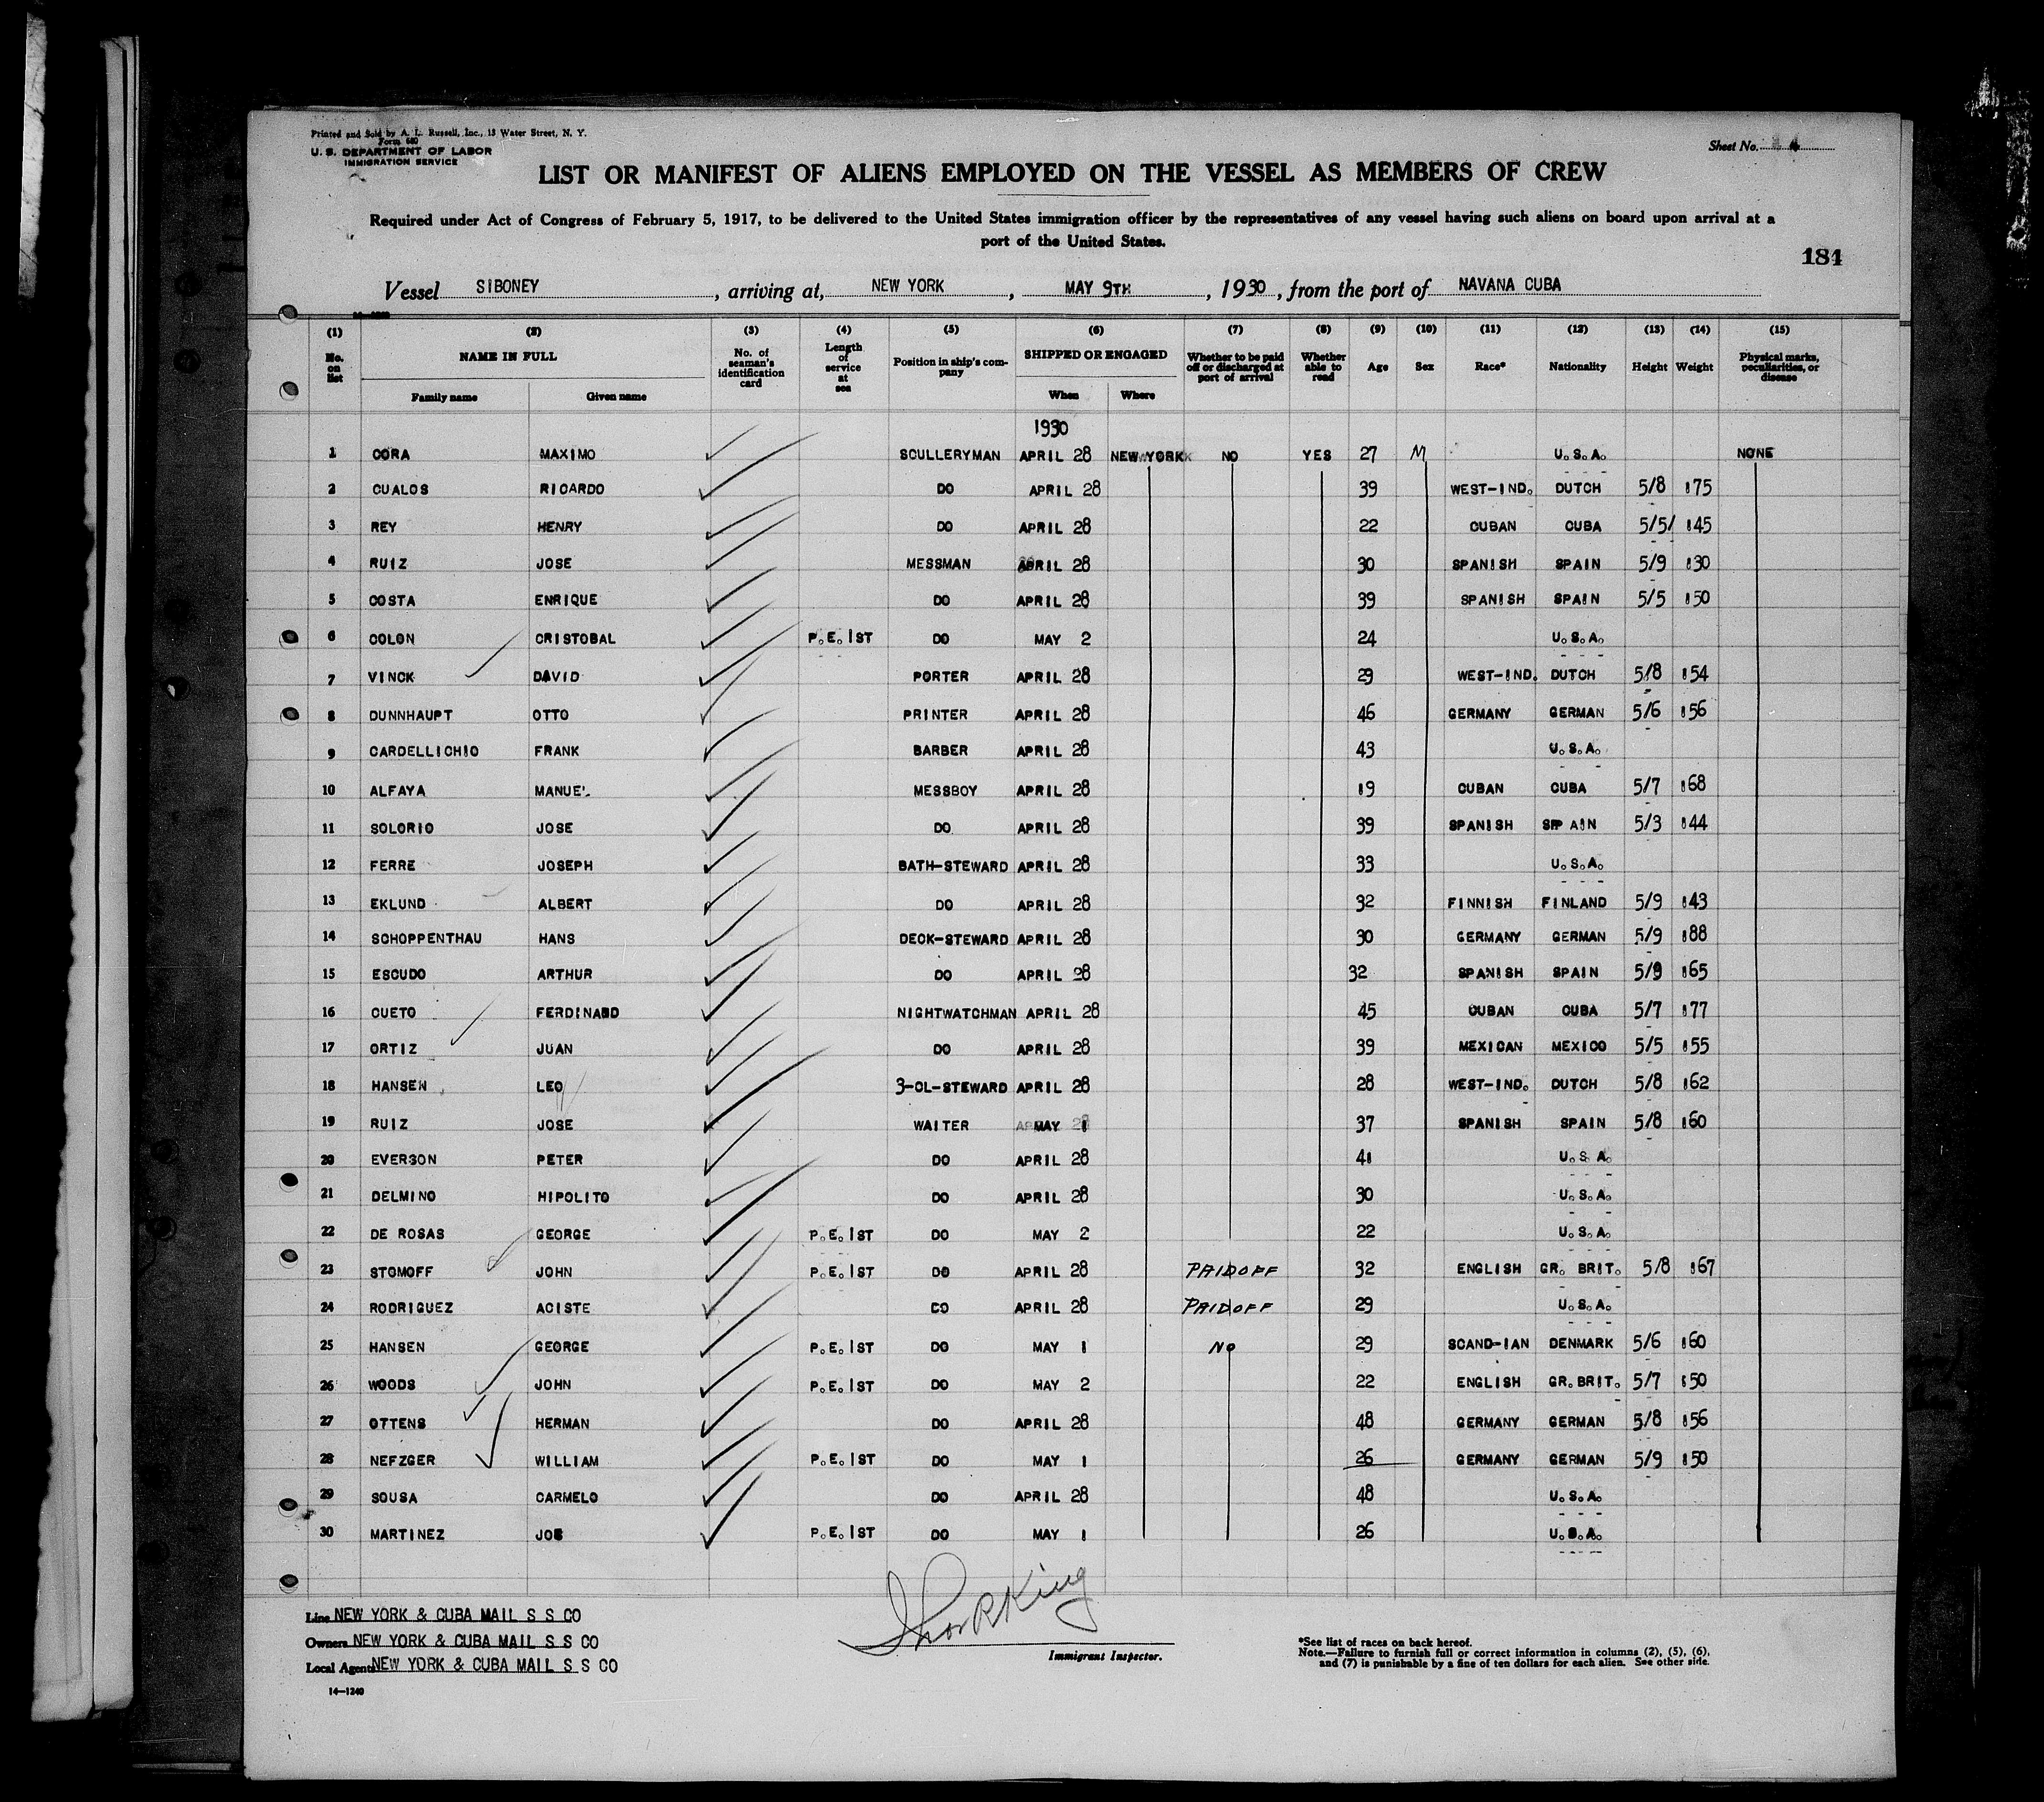 Printed and Sold by A. L. Russell, Inc., 13 Water Street, N. Y.
Form 680
U. S. DEPARTMENT OF LABOR
IMMIGRATION SERVICE
Sheet No. 4
LIST OR MANIFEST OF ALIENS EMPLOYED ON THE VESSEL AS MEMBERS OF CREW
Required under Act of Congress of February 5, 1917, to be delivered to the United States immigration officer by the representatives of any vessel having such aliens on board upon arrival at a
port of the United States.
184
Vessel SIBONEY, arriving at, NEW YORK, MAY 9TH, 1930, from the port of NAVANA CUBA
(1) (2) (3) (4) (5) (6) (7) (8) (9) (10) (11) (12) (13) (14) (15)
No. on list NAME IN FULL Family name Given name No. of seaman's identification card Length of service at sea Position in ship's company SHIPPED OR ENGAGED When Where Whether to be paid off or discharged at port of arrival Whether able to read Age Sex Race* Nationality Height Weight Physical marks, peculiarities, or disease
1930
1 CORA MAXIMO SCULLERYMAN APRIL 28 NEW YORK NO YES 27 M U.S.A. NONE
2 CUALOS RICARDO DO APRIL 28 39 WEST-IND. DUTCH 5/8 175
3 REY HENRY DO APRIL 28 22 CUBAN CUBA 5/5/ 145
4 RUIZ JOSE MESSMAN APRIL 28 30 SPANISH SPAIN 5/9 130
5 COSTA ENRIQUE DO APRIL 28 39 SPANISH SPAIN 5/5 150
6 COLON CRISTOBAL P.E. 1ST DO MAY 2 24 U.S.A.
7 VINCK DAVID PORTER APRIL 28 29 WEST-IND. DUTCH 5/8 154
8 DUNNHAUPT OTTO PRINTER APRIL 28 46 GERMANY GERMAN 5/6 156
9 CARDELLICHIO FRANK BARBER APRIL 28 43 U.S.A.
10 ALFAYA MANUEL MESSBOY APRIL 28 19 CUBAN CUBA 5/7 168
11 SOLORIO JOSE DO APRIL 28 39 SPANISH SPAIN 5/3 144
12 FERRE JOSEPH BATH-STEWARD APRIL 28 33 U.S.A.
13 EKLUND ALBERT DO APRIL 28 32 FINNISH FINLAND 5/9 143
14 SCHOPPENTHAU HANS DECK-STEWARD APRIL 28 30 GERMANY GERMAN 5/9 188
15 ESCUDO ARTHUR DO APRIL 28 32 SPANISH SPAIN 5/9 165
16 CUETO FERDINAND NIGHTWATCHMAN APRIL 28 45 CUBAN CUBA 5/7 177
17 ORTIZ JUAN DO APRIL 28 39 MEXICAN MEXICO 5/5 155
18 HANSEN LEO 3-CL-STEWARD APRIL 28 28 WEST-IND. DUTCH 5/8 162
19 RUIZ JOSE WAITER MAY 1 37 SPANISH SPAIN 5/8 160
20 EVERSON PETER DO APRIL 28 41 U.S.A.
21 DELMINO HIPOLITO DO APRIL 28 30 U.S.A.
22 DE ROSAS GEORGE P.E. 1ST DO MAY 2 22 U.S.A.
23 STOMOFF JOHN P.E. 1ST DO APRIL 28 PAID OFF 32 ENGLISH GR. BRIT. 5/8 167
24 RODRIGUEZ ACISTE CO APRIL 28 PAID OFF 29 U.S.A.
25 HANSEN GEORGE P.E. 1ST DO MAY 1 NO 29 SCAND-IAN DENMARK 5/6 160
26 WOODS JOHN P.E. 1ST DO MAY 2 22 ENGLISH GR. BRIT. 5/7 150
27 OTTENS HERMAN DO APRIL 28 48 GERMANY GERMAN 5/8 156
28 NEFZGER WILLIAM P.E. 1ST DO MAY 1 26 GERMANY GERMAN 5/9 150
29 SOUSA CARMELO DO APRIL 28 48 U.S.A.
30 MARTINEZ JOE P.E. 1ST DO MAY 1 26 U.S.A.
Line NEW YORK & CUBA MAIL S S CO
Owners NEW YORK & CUBA MAIL S S CO
Local Agents NEW YORK & CUBA MAIL S S CO
14—1240
King
Immigrant Inspector.
*See list of races on back hereof.
Note.—Failure to furnish full or correct information in columns (2), (5), (6),
and (7) is punishable by a fine of ten dollars for each alien. See other side.